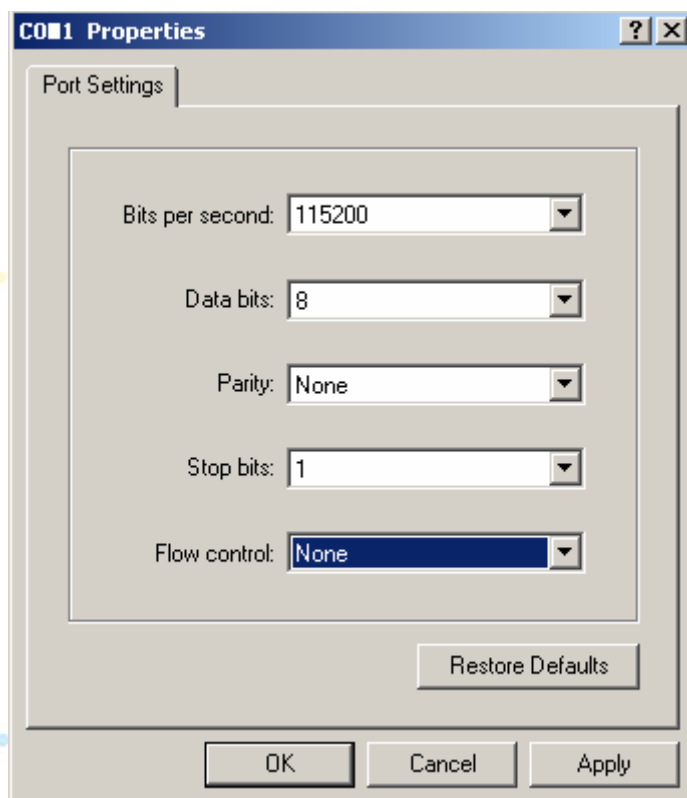 COM1 Properties
Port Settings
Bits per second: 115200
Data bits: 8
Parity: None
Stop bits: 1
Flow control: None
Restore Defaults
OK Cancel Apply